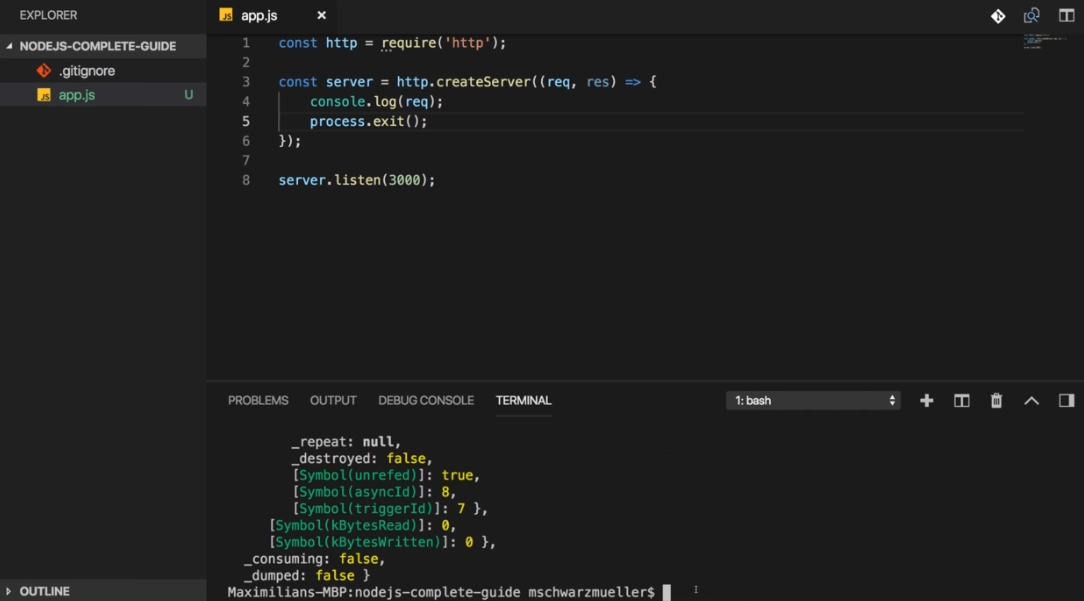 EXPLORER
JS app.js ×
NODEJS-COMPLETE-GUIDE
.gitignore
JS app.js U
1 const http = require('http');
2
3 const server = http.createServer((req, res) => {
4     console.log(req);
5     process.exit();
6 });
7
8 server.listen(3000);
PROBLEMS OUTPUT DEBUG CONSOLE TERMINAL 1: bash
_repeat: null,
_destroyed: false,
[Symbol(unrefed)]: true,
[Symbol(asyncId)]: 8,
[Symbol(triggerId)]: 7 },
[Symbol(kBytesRead)]: 0,
[Symbol(kBytesWritten)]: 0 },
_consuming: false,
_dumped: false }
Maximilians-MBP:nodejs-complete-guide mschwarzmueller$
OUTLINE